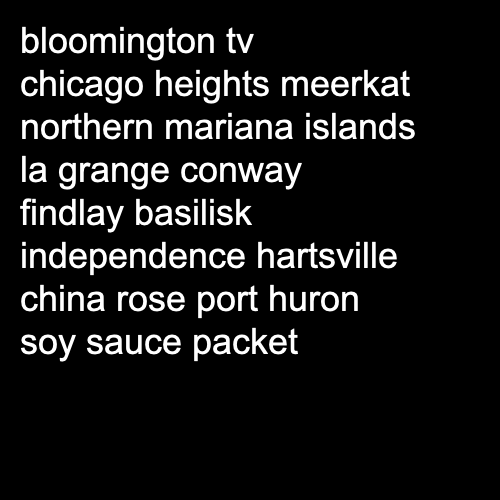 bloomington tv
chicago heights meerkat
northern mariana islands
la grange conway
findlay basilisk
independence hartsville
china rose port huron
soy sauce packet